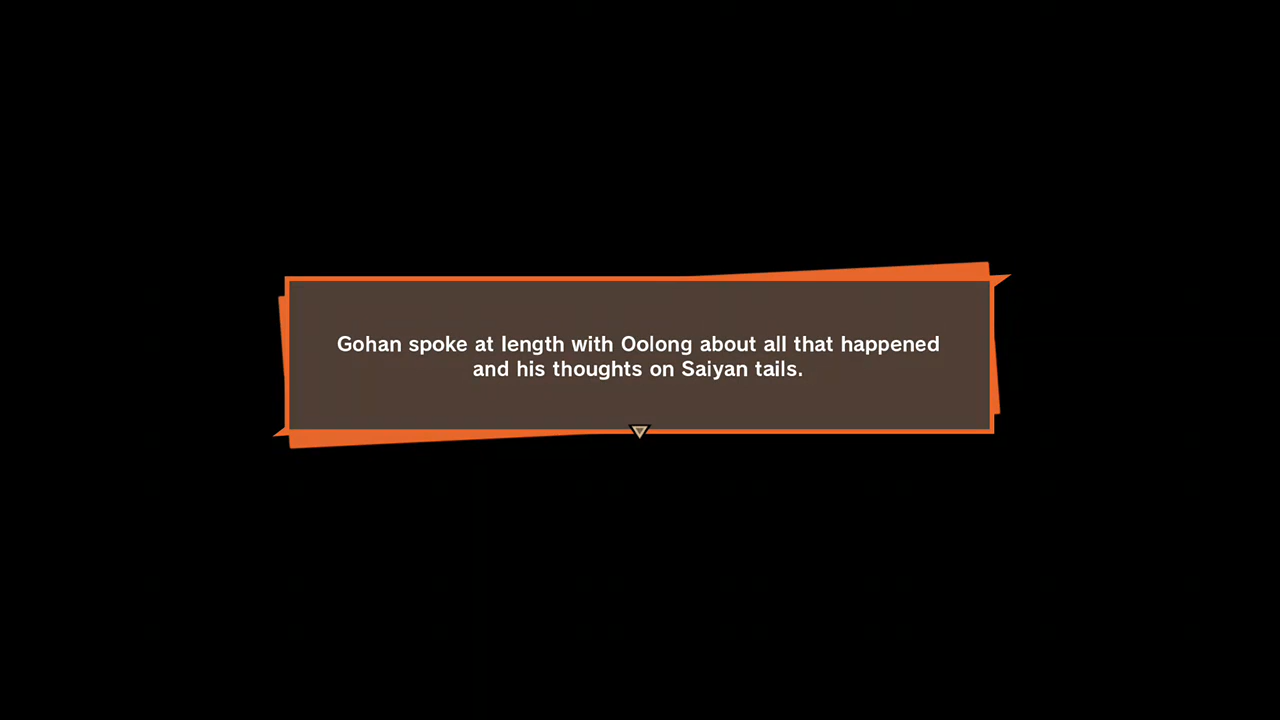 Gohan spoke at length with Oolong about all that happened
and his thoughts on Saiyan tails.